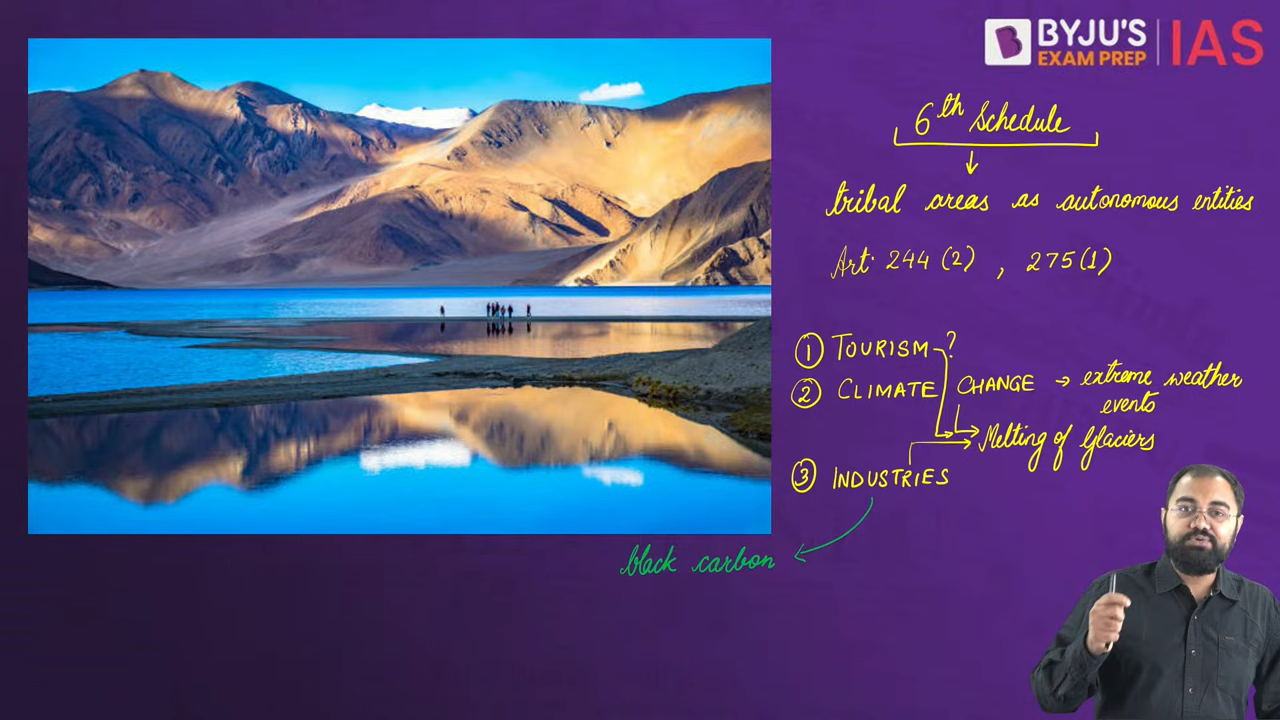 BYJU'S
EXAM PREP
IAS
6th Schedule
tribal areas as autonomous entities
Art. 244 (2) , 275 (1)
1 TOURISM ?
2 CLIMATE CHANGE → extreme weather
events
Melting of Glaciers
3 INDUSTRIES
black carbon